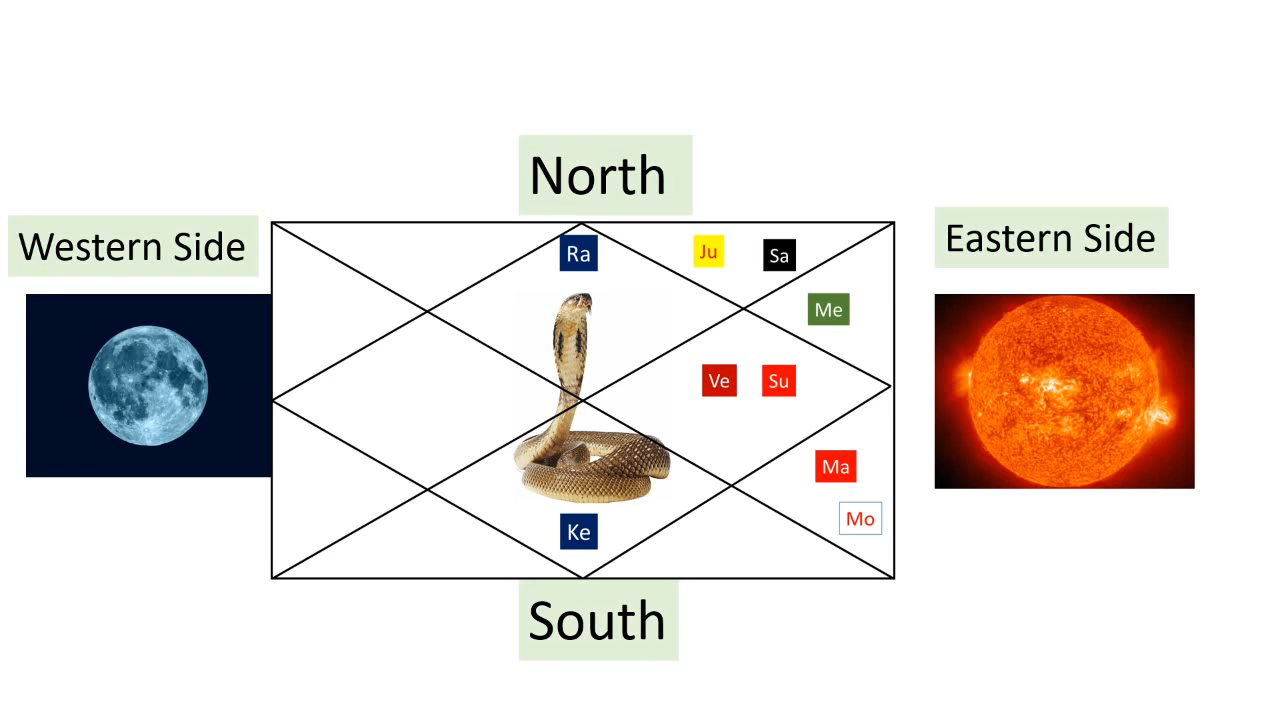 North
Western Side
Eastern Side
Ra
Ju
Sa
Me
Ve
Su
Ma
Mo
Ke
South